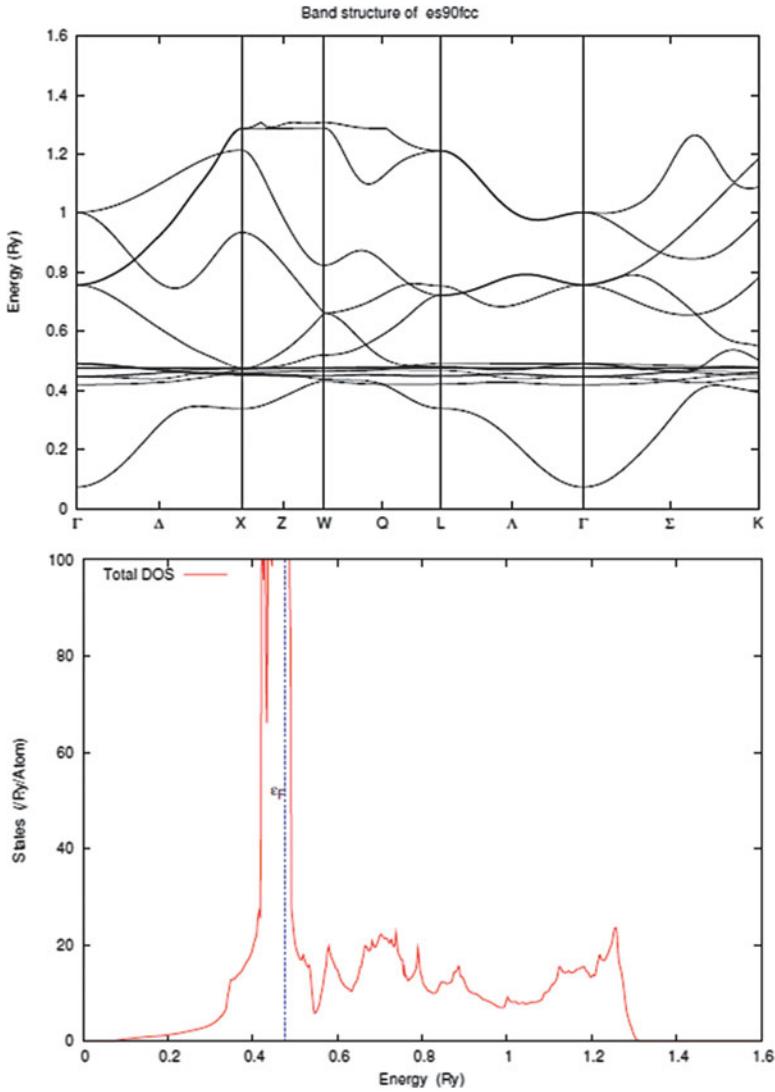 Band structure of es90fcc
1.6
1.4
1.2
1
0.8
0.6
0.4
0.2
0
Energy (Ry)
Γ Δ X Z W Q L Λ Γ Σ K
100
80
60
40
20
0
States (/Ry/Atom)
Total DOS
εF
0 0.2 0.4 0.6 0.8 1 1.2 1.4 1.6
Energy (Ry)